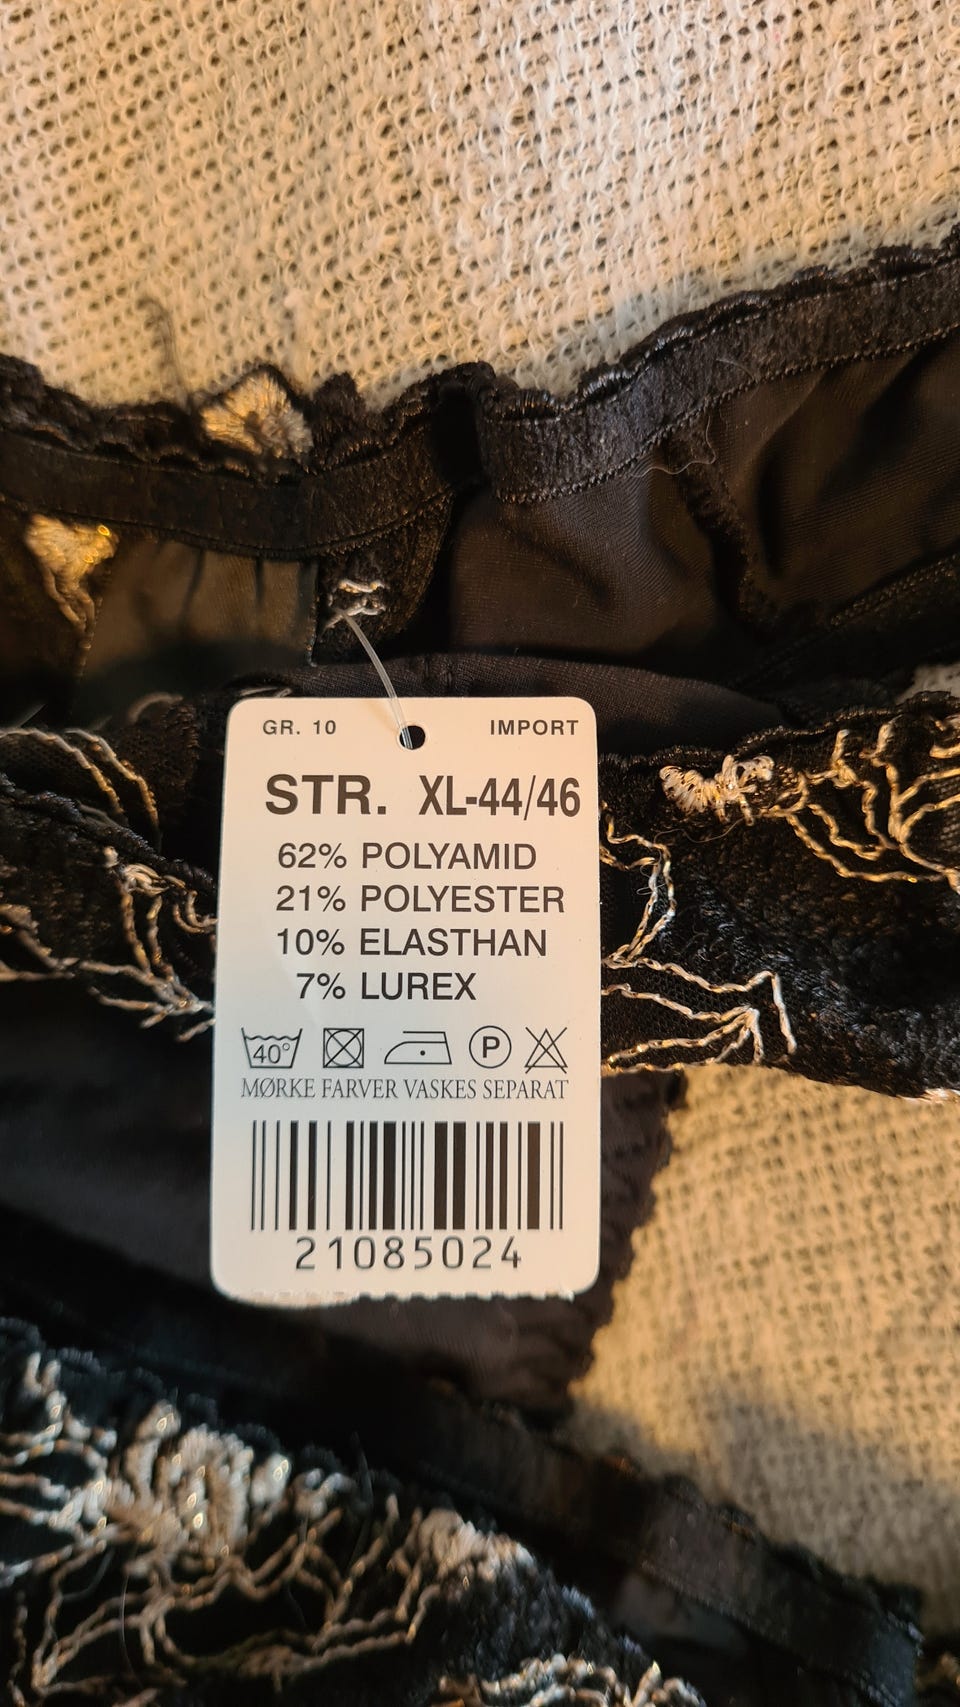 GR. 10 IMPORT
STR. XL-44/46
62% POLYAMID
21% POLYESTER
10% ELASTHAN
7% LUREX
40° P
MØRKE FARVER VASKES SEPARAT
21085024